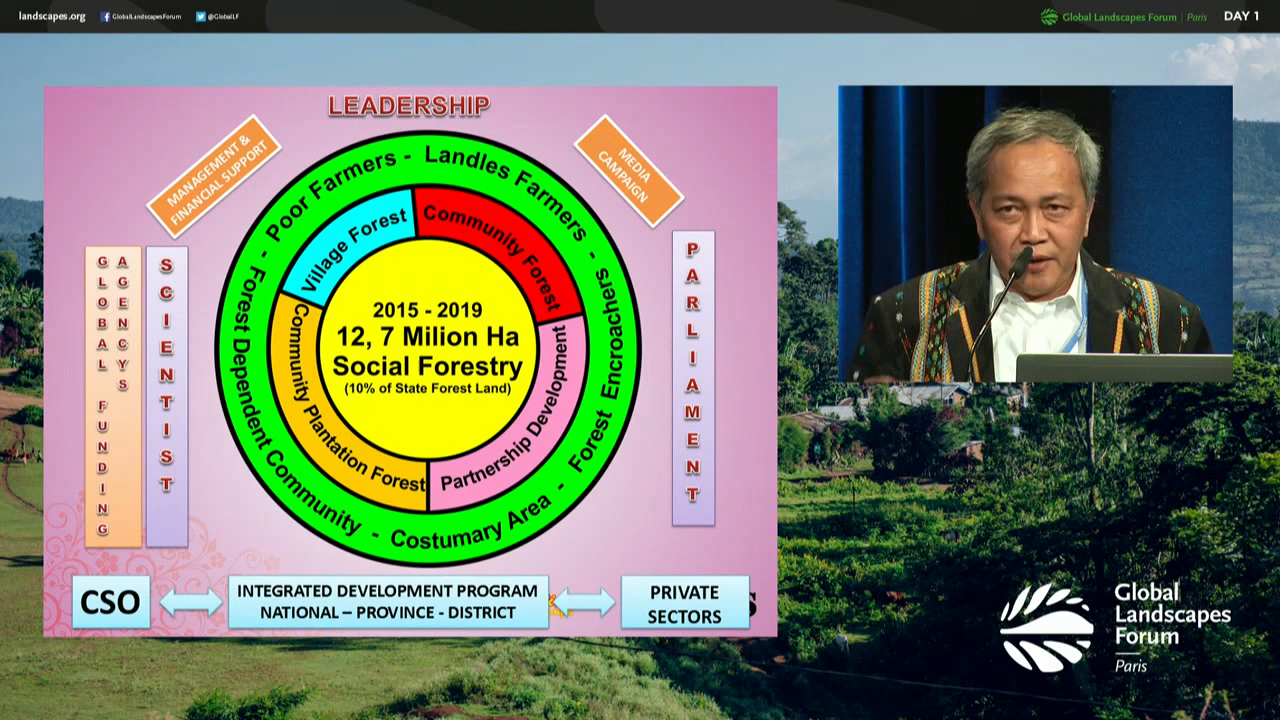 landscapes.org
GlobalLandscapesForum
@GlobalLF
Global Landscapes Forum | Paris
DAY 1
LEADERSHIP
MANAGEMENT &
FINANCIAL SUPPORT
MEDIA
CAMPAIGN
GLOBAL FUNDING
AGENCYS
SCIENTIST
PARLIAMENT
Poor Farmers - Landles Farmers - Forest Encroachers - Costumary Area - Forest Dependent Community -
Village Forest
Community Forest
Partnership Development
Community Plantation Forest
2015 - 2019
12, 7 Milion Ha
Social Forestry
(10% of State Forest Land)
CSO
INTEGRATED DEVELOPMENT PROGRAM
NATIONAL – PROVINCE - DISTRICT
PRIVATE
SECTORS
Global
Landscapes
Forum
Paris